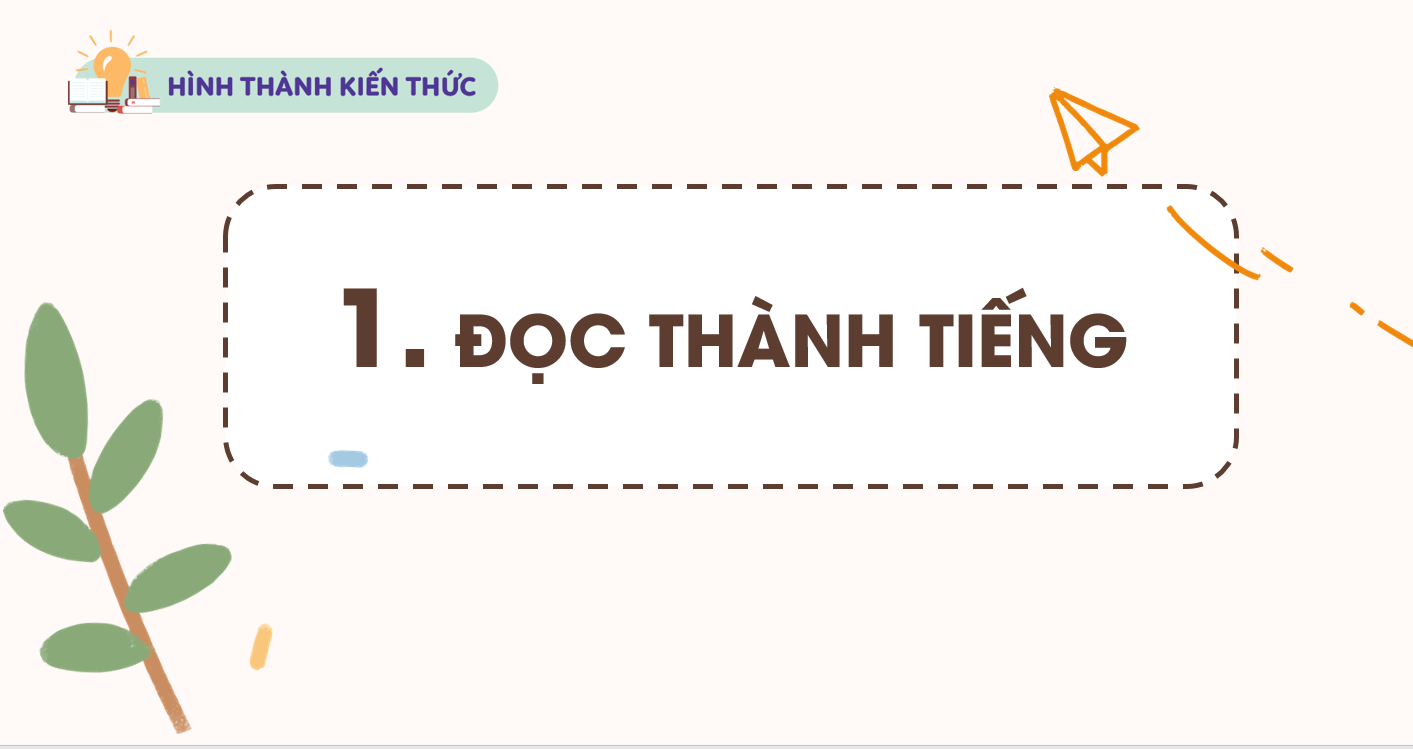 HÌNH THÀNH KIẾN THỨC
1. ĐỌC THÀNH TIẾNG